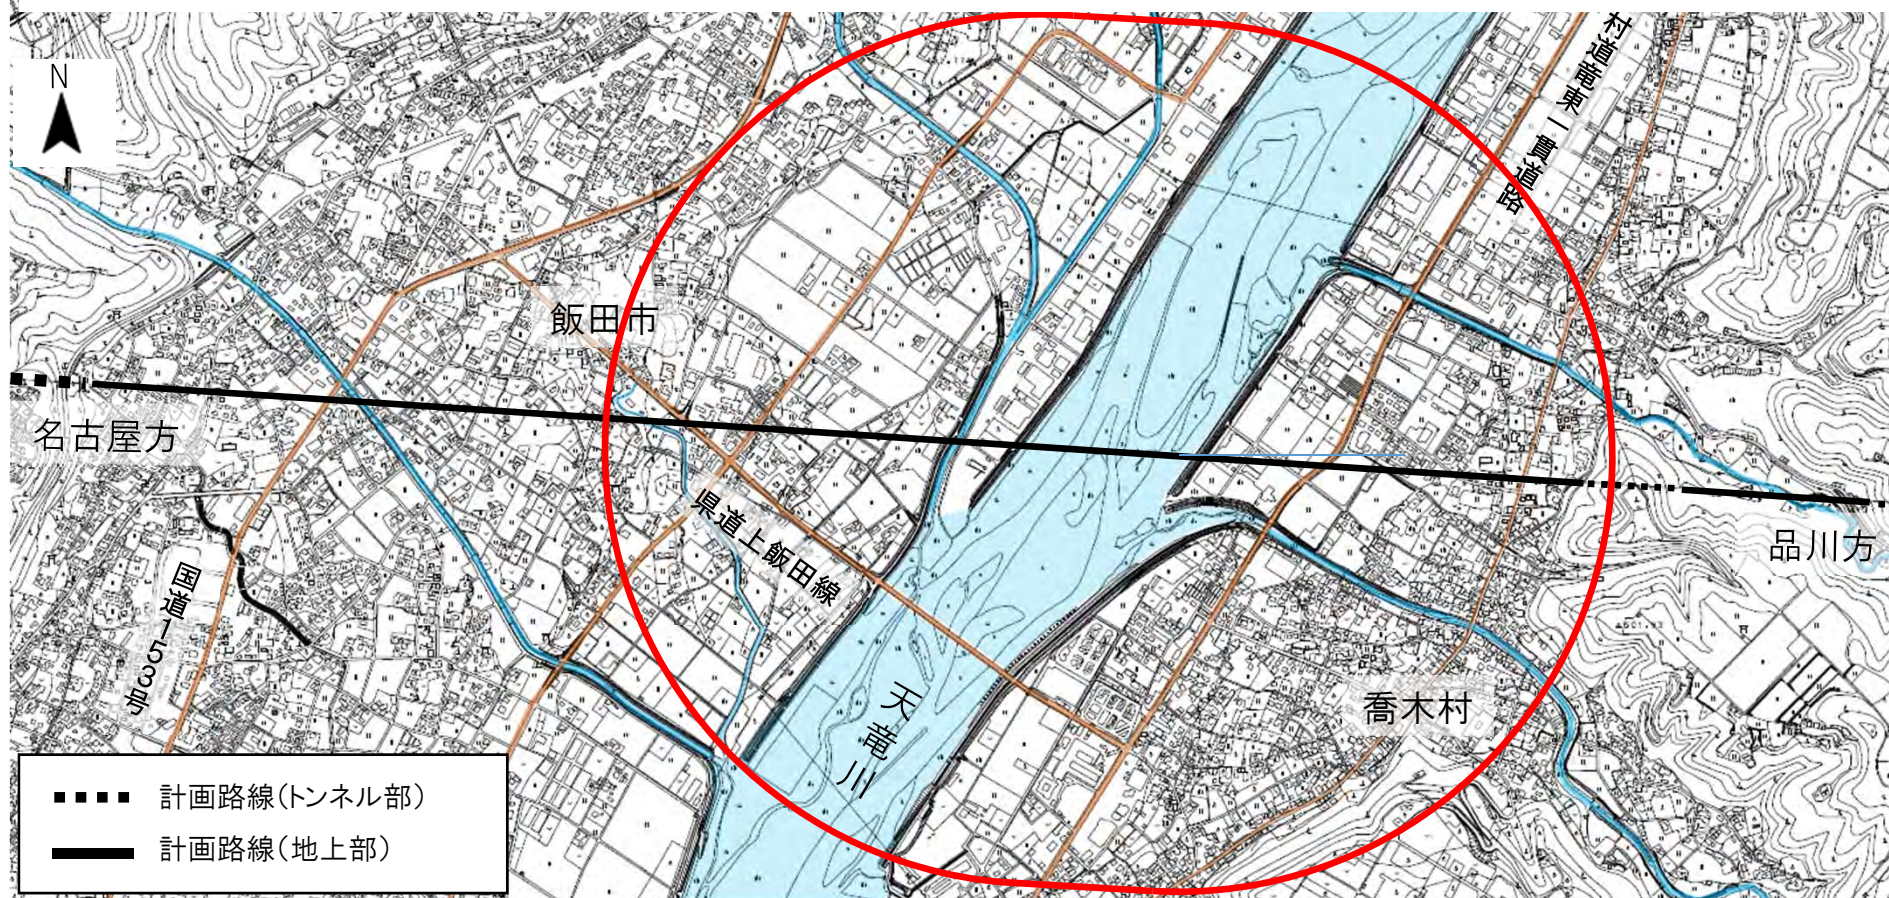 N
村道竜東一貫道路
飯田市
名古屋方
県道上飯田線
品川方
国道153号
天竜川
喬木村
計画路線(トンネル部)
計画路線(地上部)